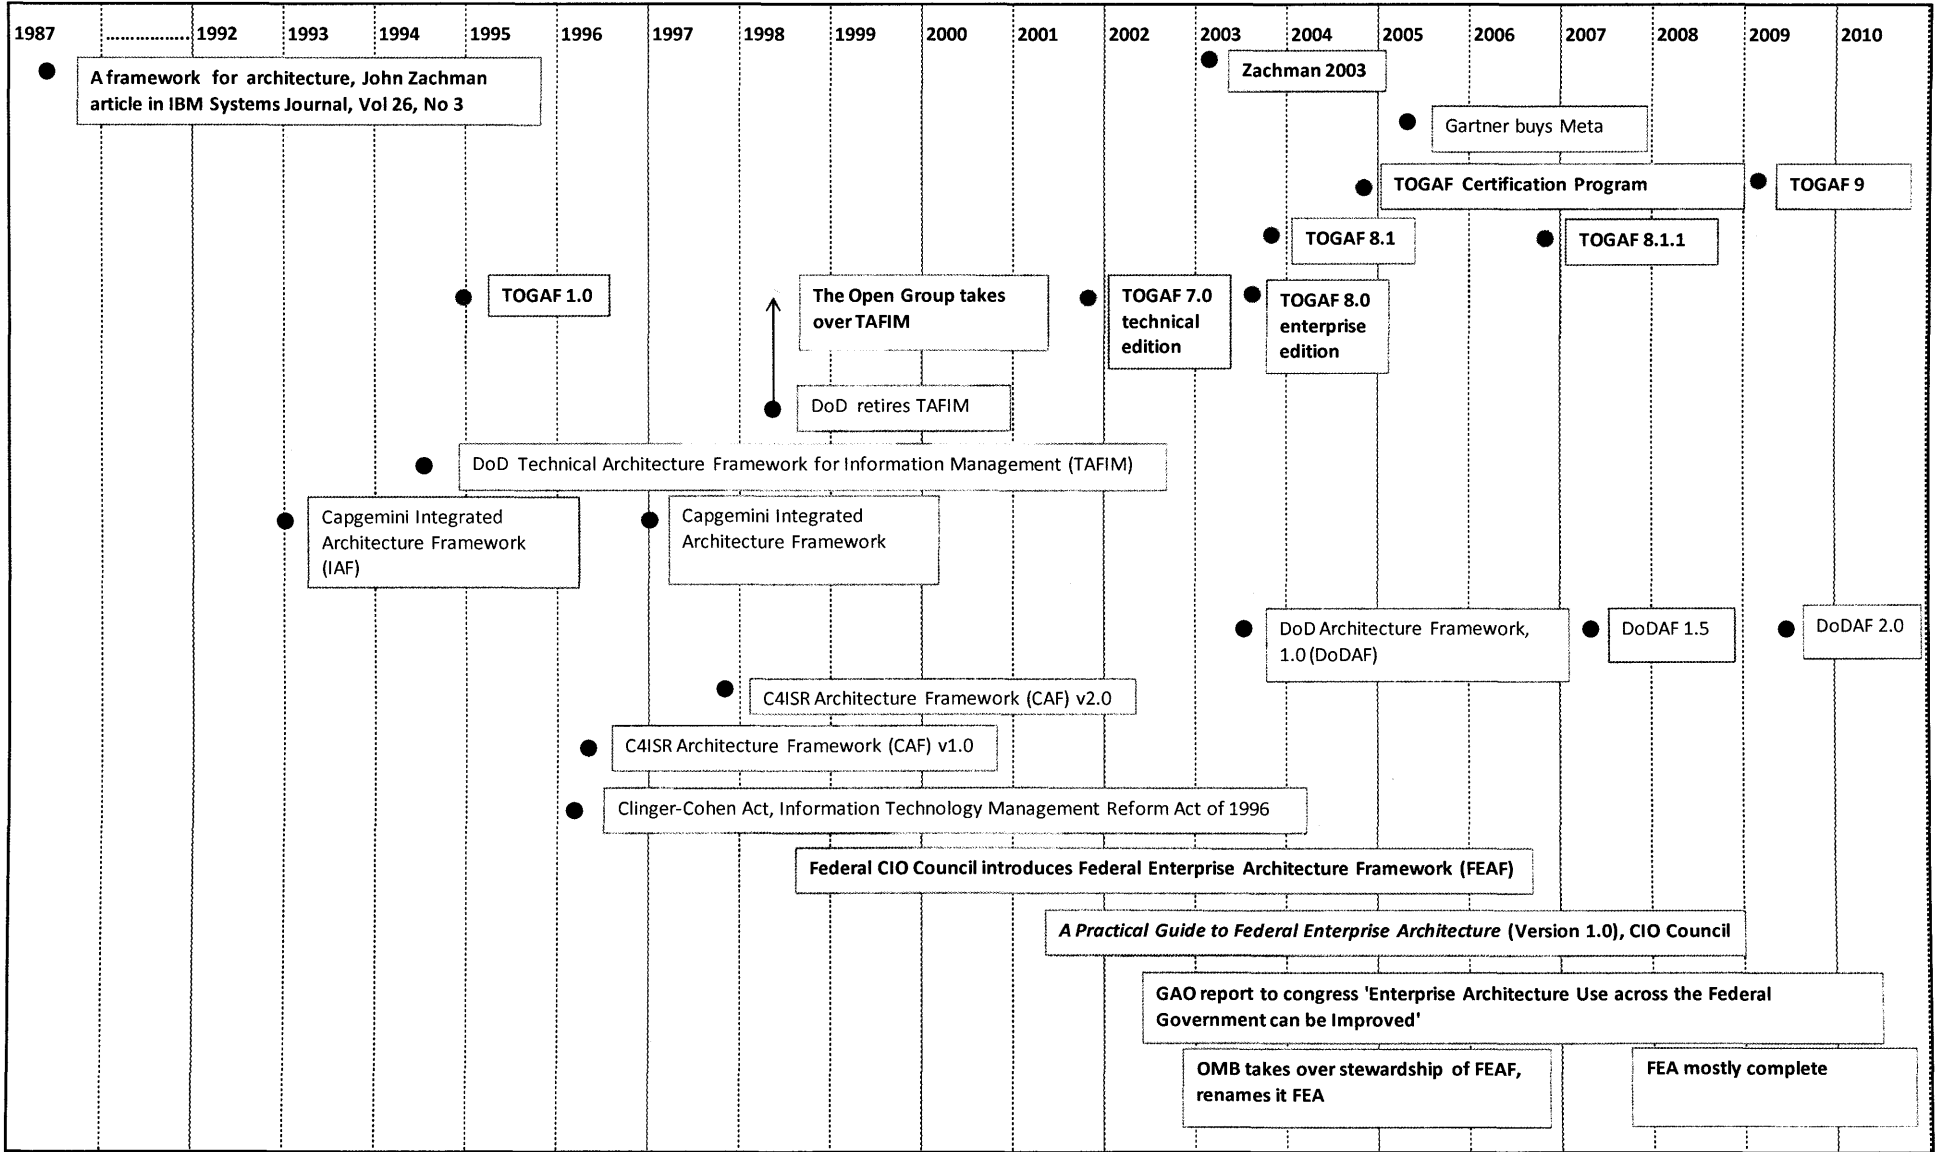 1987 ................ 1992 1993 1994 1995 1996 1997 1998 1999 2000 2001 2002 2003 2004 2005 2006 2007 2008 2009 2010
A framework for architecture, John Zachman
article in IBM Systems Journal, Vol 26, No 3
Zachman 2003
Gartner buys Meta
TOGAF Certification Program
TOGAF 9
TOGAF 8.1
TOGAF 8.1.1
TOGAF 1.0
The Open Group takes
over TAFIM
TOGAF 7.0
technical
edition
TOGAF 8.0
enterprise
edition
DoD retires TAFIM
DoD Technical Architecture Framework for Information Management (TAFIM)
Capgemini Integrated
Architecture Framework
(IAF)
Capgemini Integrated
Architecture Framework
DoD Architecture Framework,
1.0 (DoDAF)
DoDAF 1.5
DoDAF 2.0
C4ISR Architecture Framework (CAF) v2.0
C4ISR Architecture Framework (CAF) v1.0
Clinger-Cohen Act, Information Technology Management Reform Act of 1996
Federal CIO Council introduces Federal Enterprise Architecture Framework (FEAF)
A Practical Guide to Federal Enterprise Architecture (Version 1.0), CIO Council
GAO report to congress 'Enterprise Architecture Use across the Federal
Government can be Improved'
OMB takes over stewardship of FEAF,
renames it FEA
FEA mostly complete